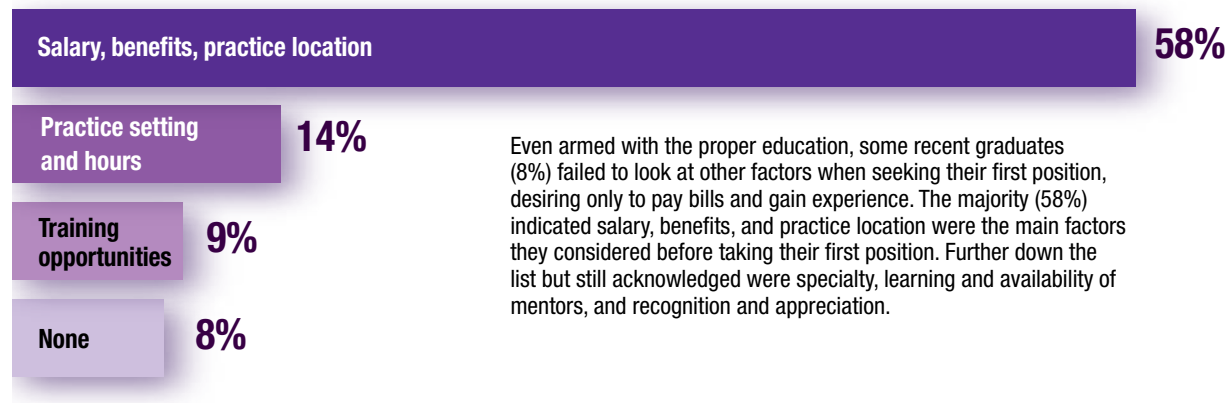 Salary, benefits, practice location
58%
Practice setting
and hours
14%
Training
opportunities
9%
None
8%
Even armed with the proper education, some recent graduates
(8%) failed to look at other factors when seeking their first position,
desiring only to pay bills and gain experience. The majority (58%)
indicated salary, benefits, and practice location were the main factors
they considered before taking their first position. Further down the
list but still acknowledged were specialty, learning and availability of
mentors, and recognition and appreciation.